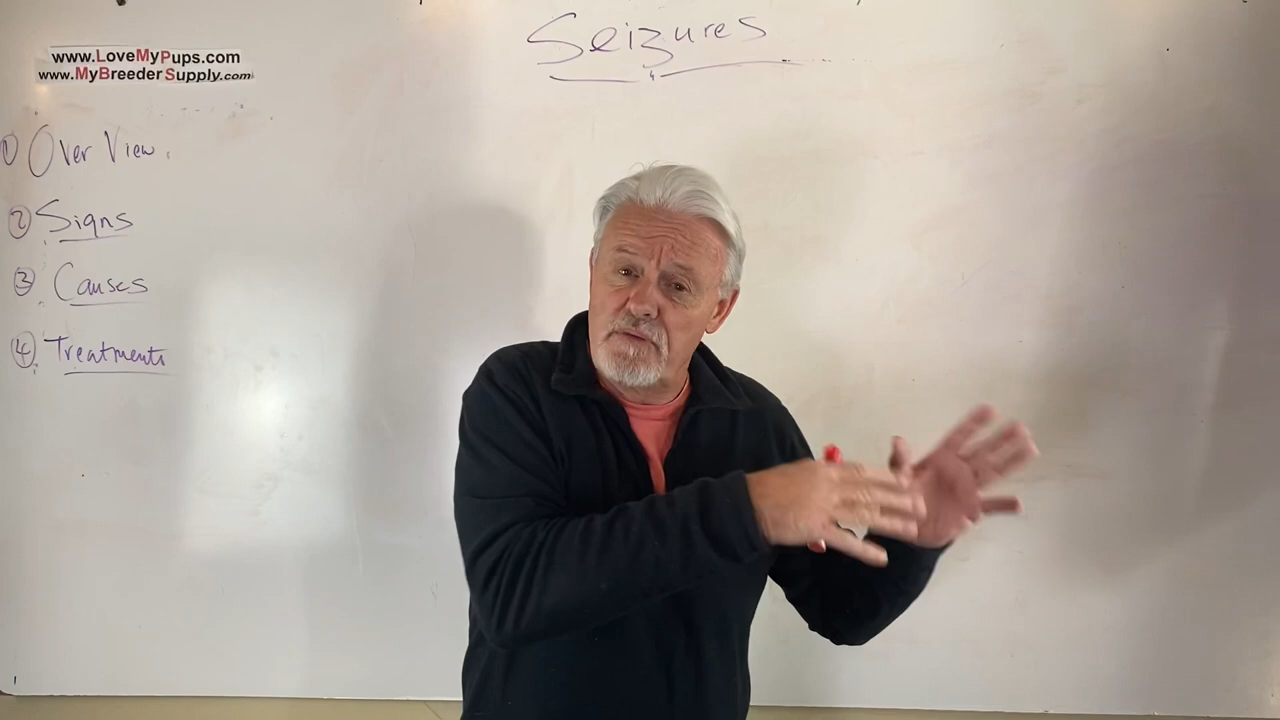 Seizures
www.LoveMyPups.com
www.MyBreederSupply.com
① Over View.
② Signs
③ Causes
④ Treatments